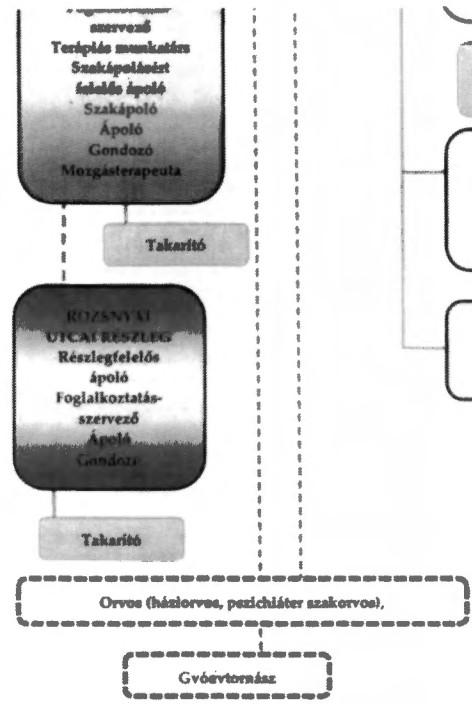 szervező
Terápiás munkatárs
Szakápolásért
felelős ápoló
Szakápoló
Ápoló
Gondozó
Mozgásterapeuta
Takarító
ROZSNYAI
UTCAI RÉSZLEG
Részlegfelelős
ápoló
Foglalkoztatás-
szervező
Ápoló
Gondozó
Takarító
Orvos (háziorvos, pszichiáter szakorvos),
Gyógytornász